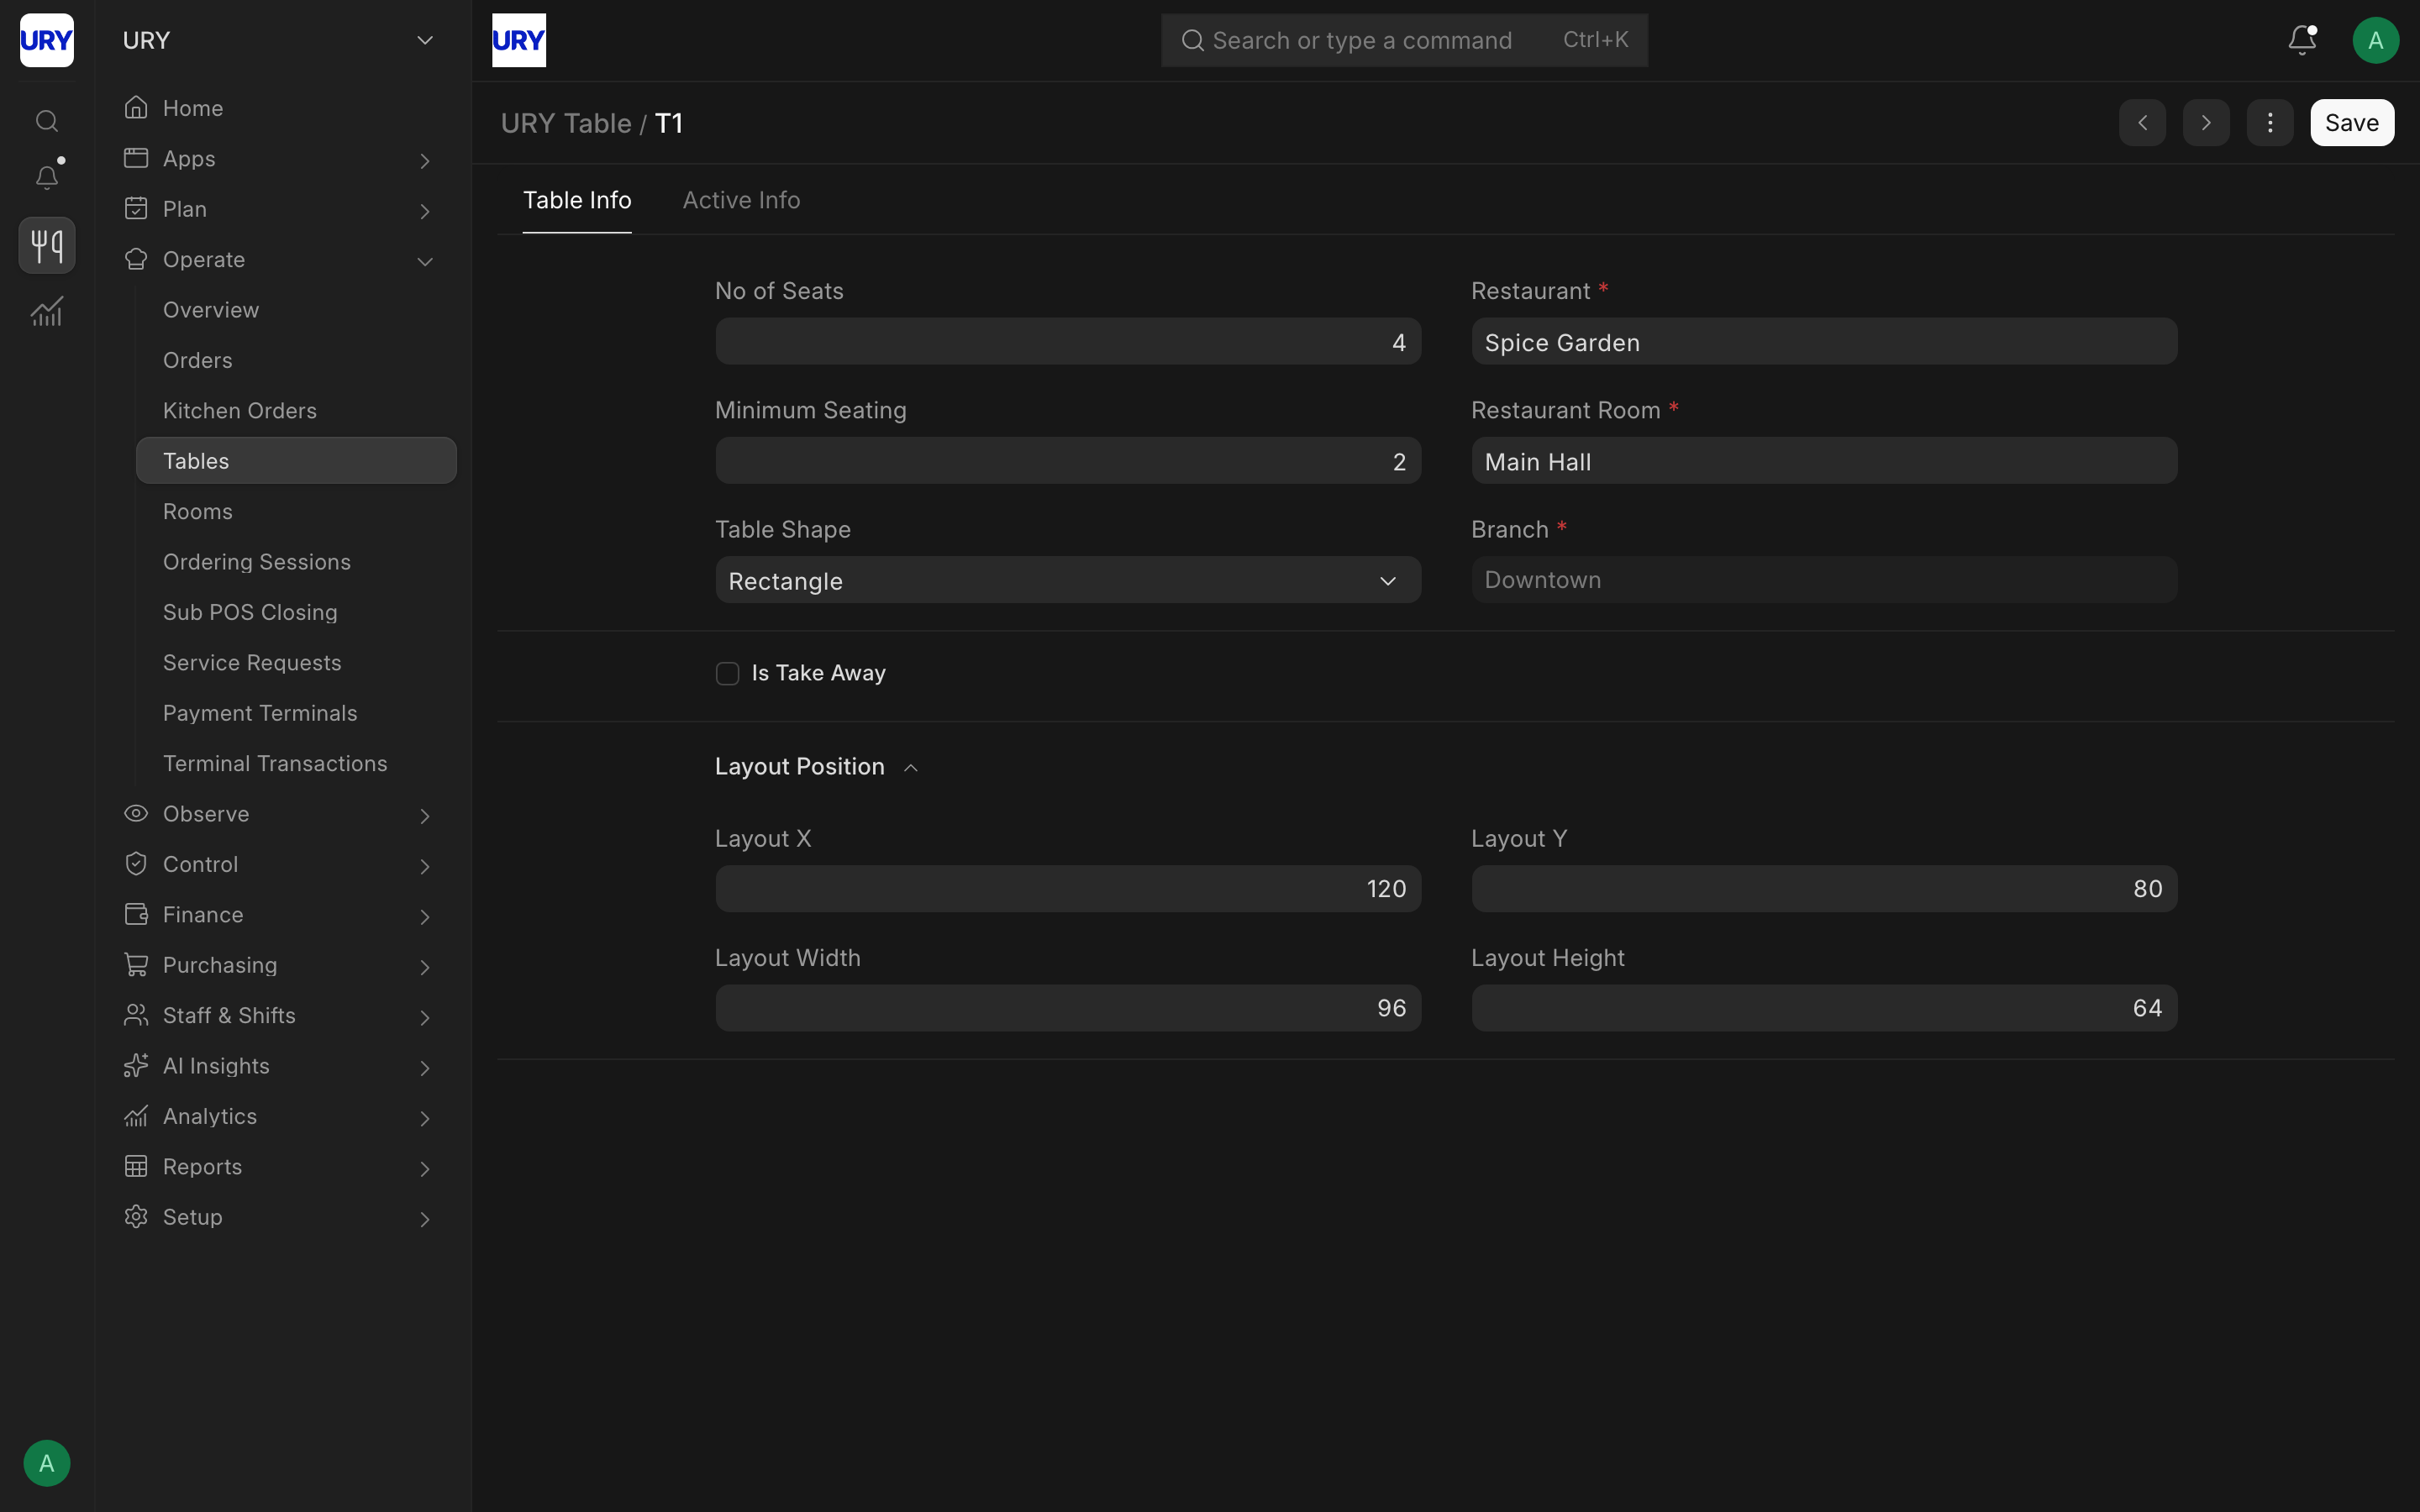 URY
URY
URY
Search or type a command
Ctrl+K
A
Home
Apps
Plan
Operate
Overview
Orders
Kitchen Orders
Tables
Rooms
Ordering Sessions
Sub POS Closing
Service Requests
Payment Terminals
Terminal Transactions
Observe
Control
Finance
Purchasing
Staff & Shifts
AI Insights
Analytics
Reports
Setup
A
URY Table / T1
Save
Table Info
Active Info
No of Seats
4
Restaurant *
Spice Garden
Minimum Seating
2
Restaurant Room *
Main Hall
Table Shape
Rectangle
Branch *
Downtown
Is Take Away
Layout Position
Layout X
120
Layout Y
80
Layout Width
96
Layout Height
64